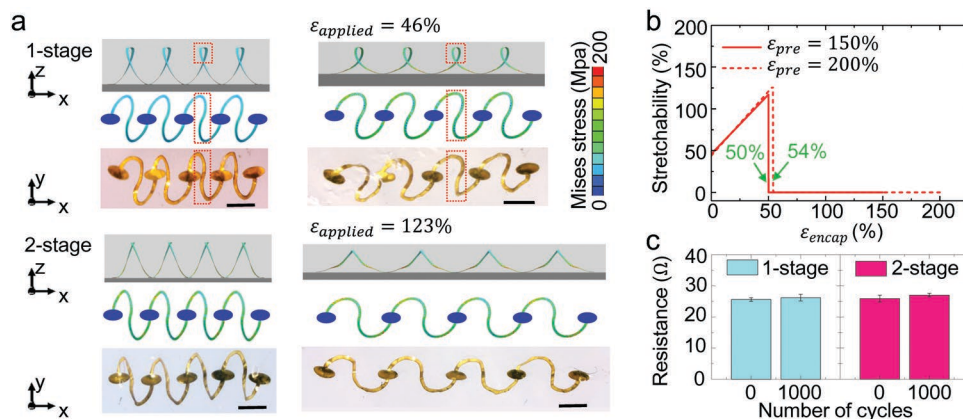 a
1-stage
z
x
y
x
2-stage
z
x
y
x
ε_applied = 46%
ε_applied = 123%
Mises stress (Mpa)
0
200
b
Stretchability (%)
200
150
100
50
0
ε_pre = 150%
ε_pre = 200%
50%
54%
0 50 100 150 200
ε_encap (%)
c
Resistance (Ω)
40
30
20
10
0
1-stage
2-stage
0 1000 0 1000
Number of cycles